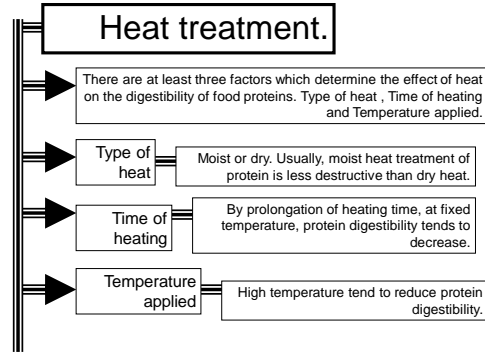 Heat treatment.
There are at least three factors which determine the effect of heat
on the digestibility of food proteins. Type of heat , Time of heating
and Temperature applied.
Type of
heat
Moist or dry. Usually, moist heat treatment of
protein is less destructive than dry heat.
Time of
heating
By prolongation of heating time, at fixed
temperature, protein digestibility tends to
decrease.
Temperature
applied
High temperature tend to reduce protein
digestibility.